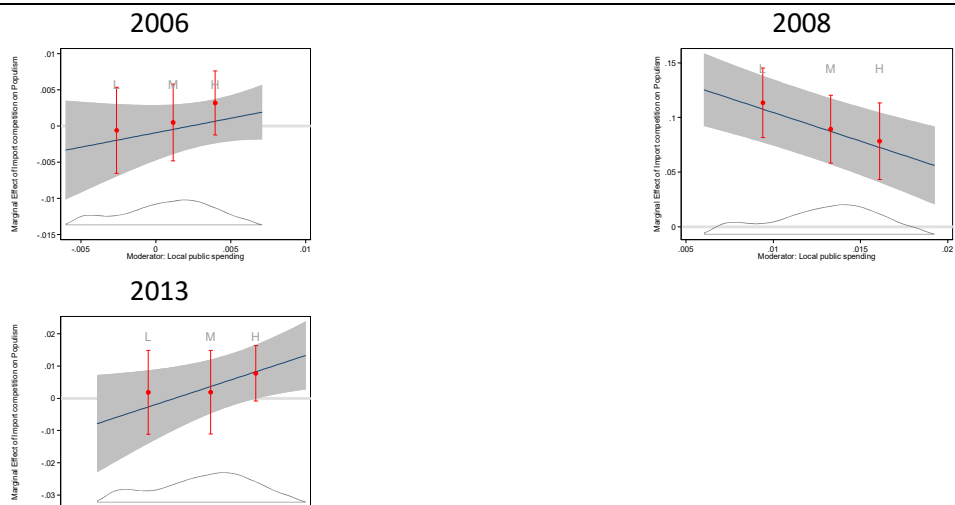 2006
Marginal Effect of Import competition on Populism
.01
.005
0
-.005
-.01
-.015
L M H
-.005 0 .005 .01
Moderator: Local public spending
2008
Marginal Effect of Import competition on Populism
.15
.1
.05
0
L M H
.005 .01 .015 .02
Moderator: Local public spending
2013
Marginal Effect of Import competition on Populism
.02
.01
0
-.01
-.02
-.03
L M H